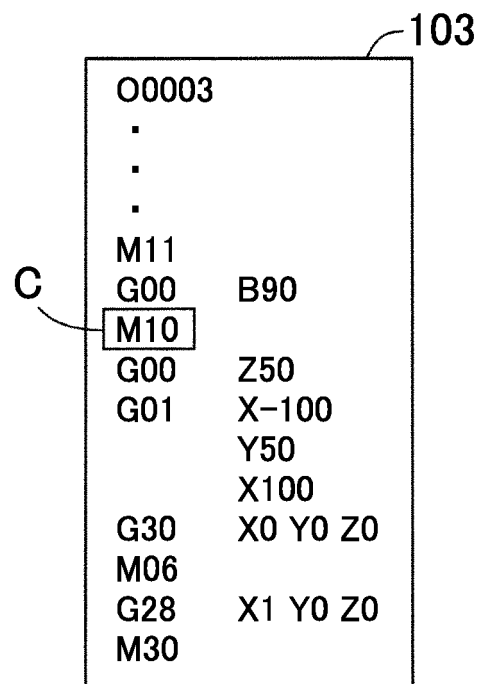 103
O0003
.
.
.
M11
G00 B90
C
M10
G00 Z50
G01 X-100
Y50
X100
G30 X0 Y0 Z0
M06
G28 X1 Y0 Z0
M30